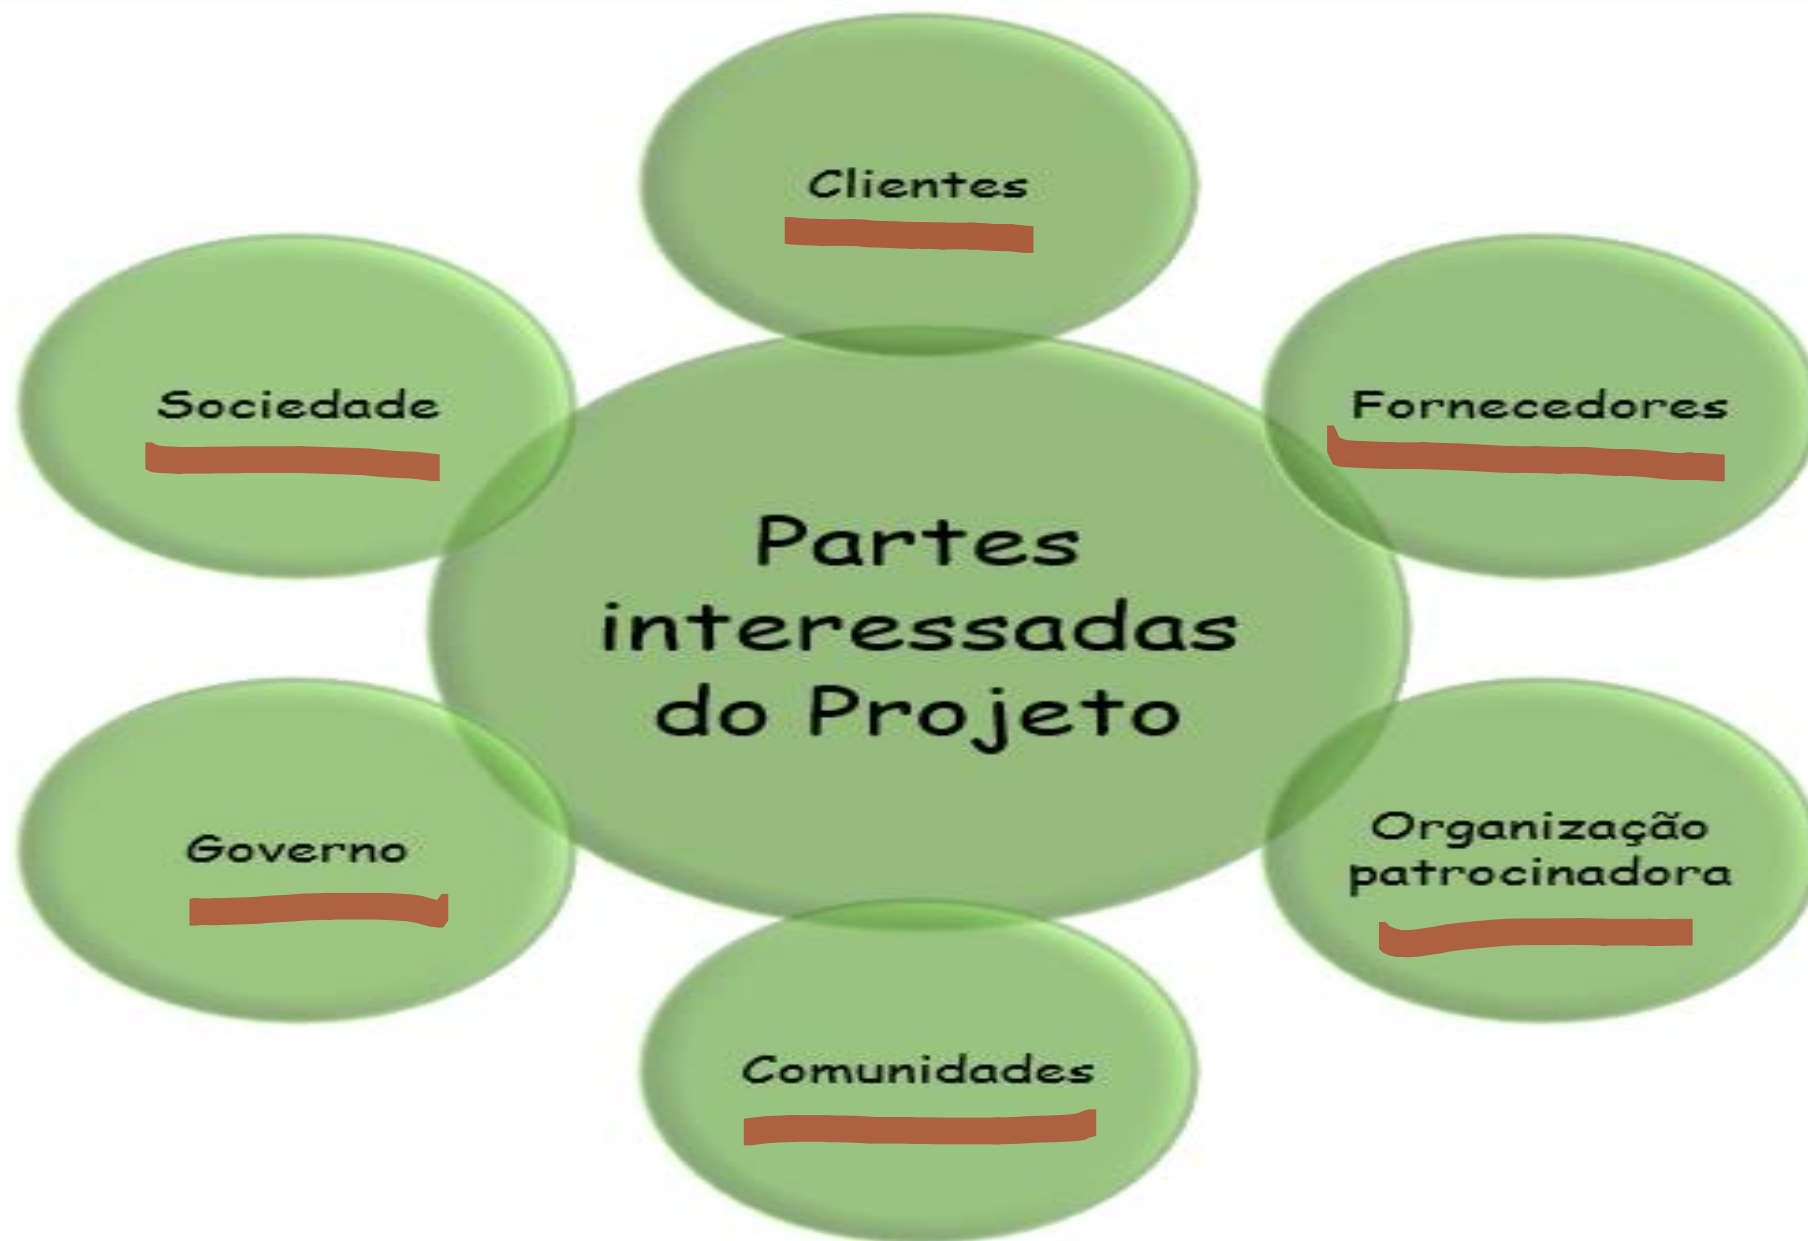 Clientes
Sociedade
Fornecedores
Partes
interessadas
do Projeto
Governo
Organização
patrocinadora
Comunidades